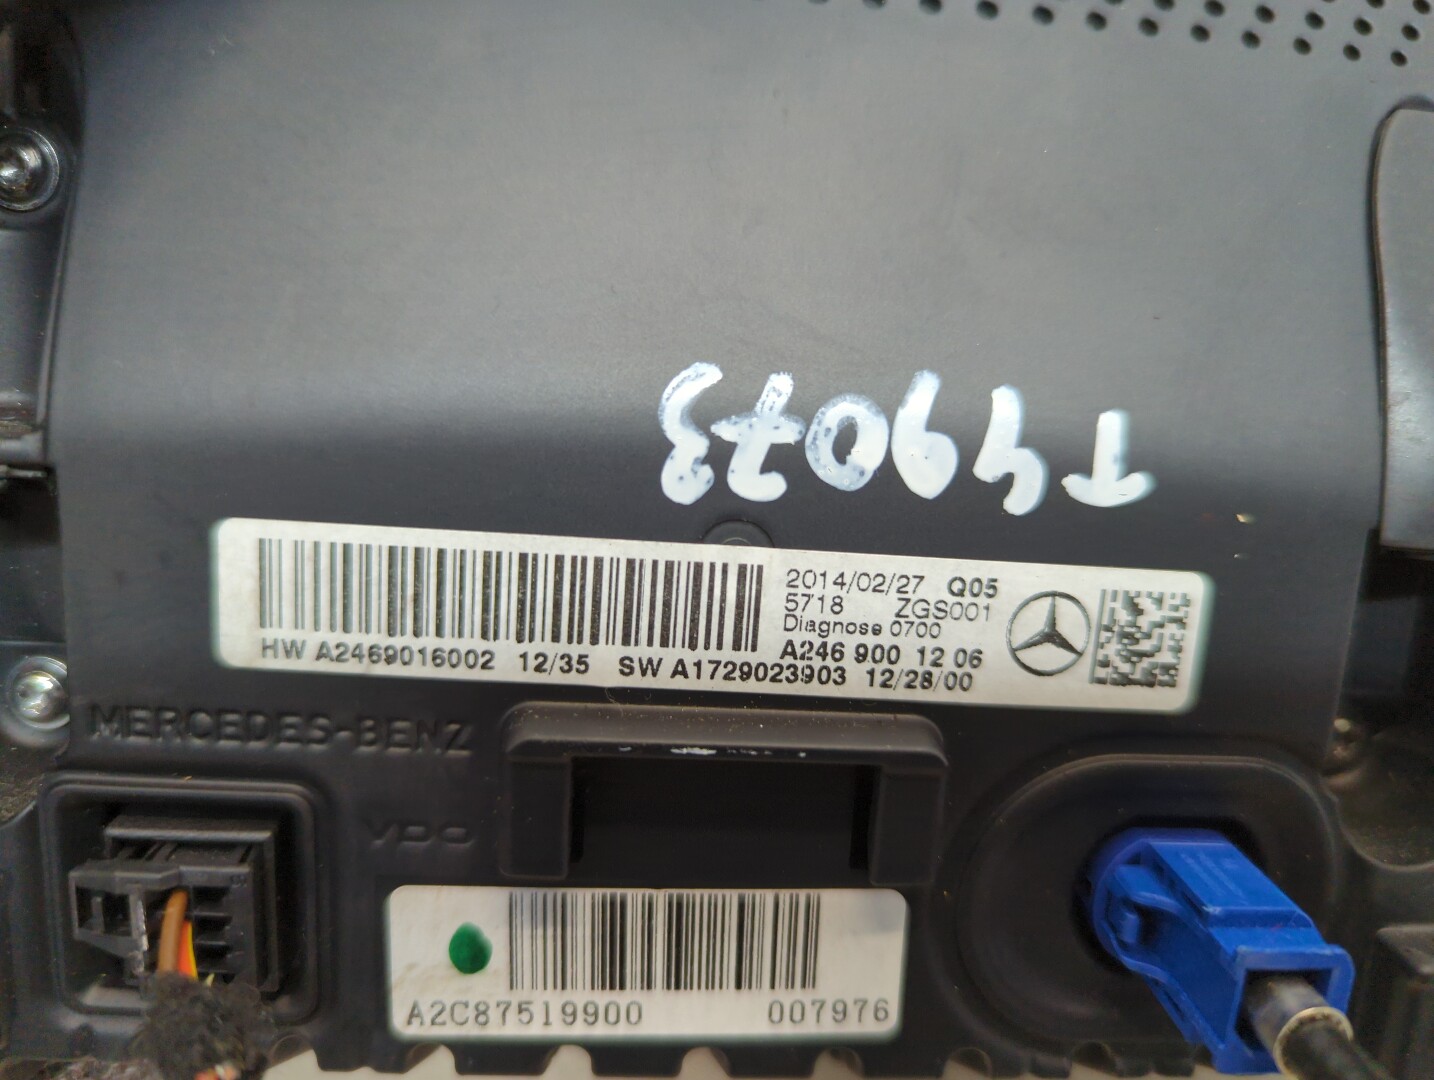 T49073
2014/02/27 Q05
5718 ZGS001
Diagnose 0700
A246 900 12 06
HW A2469016002 12/35 SW A1729023903 12/28/00
MERCEDES-BENZ
VDO
A2C87519900 007976